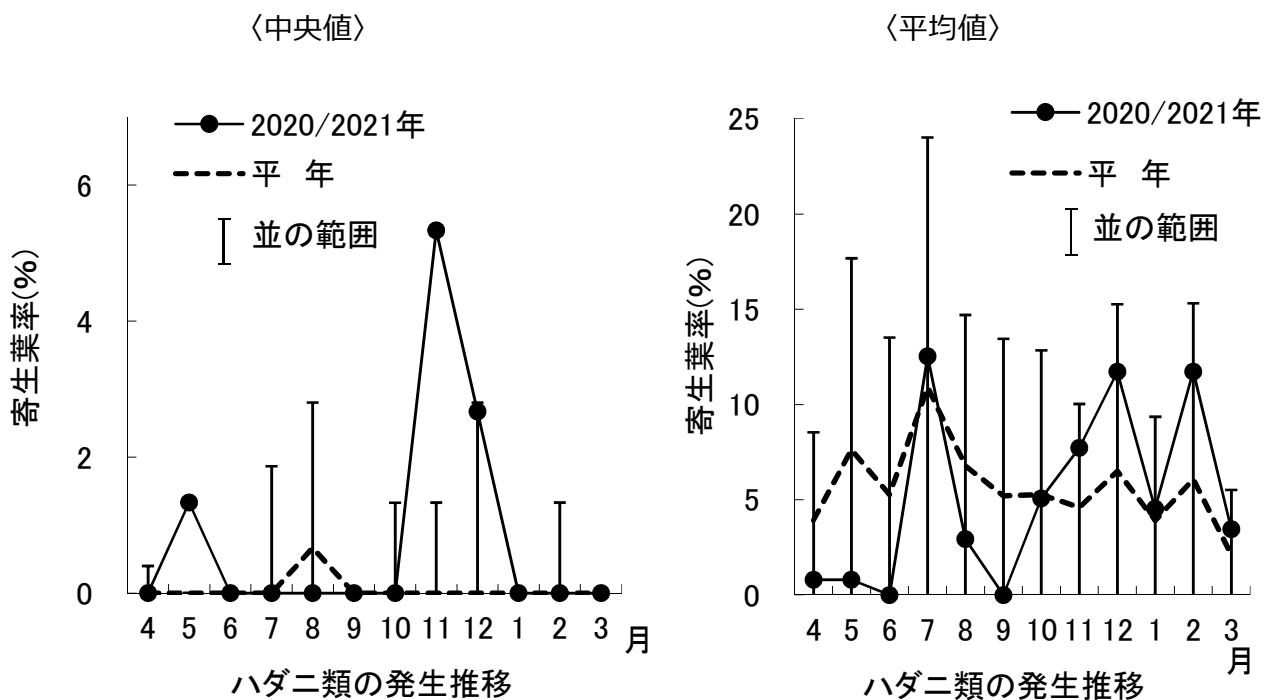 〈中央値〉
2020/2021年
平　年
並の範囲
寄生葉率(%)
6
4
2
0
4 5 6 7 8 9 10 11 12 1 2 3 月
ハダニ類の発生推移
〈平均値〉
2020/2021年
平　年
並の範囲
寄生葉率(%)
25
20
15
10
5
0
4 5 6 7 8 9 10 11 12 1 2 3
月
ハダニ類の発生推移